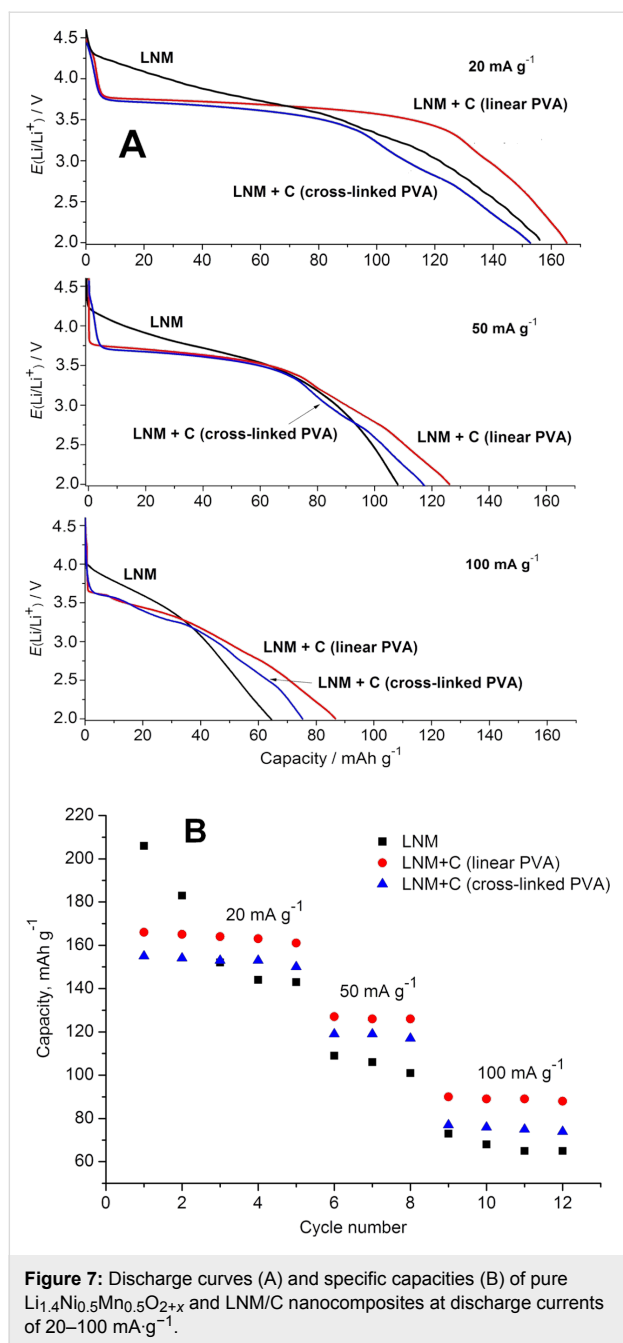 4.5
4.0
3.5
3.0
2.5
2.0
E(Li/Li⁺) / V
LNM
20 mA g⁻¹
LNM + C (linear PVA)
A
LNM + C (cross-linked PVA)
0 20 40 60 80 100 120 140 160
4.5
4.0
3.5
3.0
2.5
2.0
E(Li/Li⁺) / V
LNM
50 mA g⁻¹
LNM + C (cross-linked PVA)
LNM + C (linear PVA)
0 20 40 60 80 100 120 140 160
4.5
4.0
3.5
3.0
2.5
2.0
E(Li/Li⁺) / V
LNM
100 mA g⁻¹
LNM + C (linear PVA)
LNM + C (cross-linked PVA)
0 20 40 60 80 100 120 140 160
Capacity / mAh g⁻¹
B
220
200
180
160
140
120
100
80
60
Capacity, mAh g⁻¹
LNM
LNM+C (linear PVA)
LNM+C (cross-linked PVA)
20 mA g⁻¹
50 mA g⁻¹
100 mA g⁻¹
0 2 4 6 8 10 12
Cycle number
Figure 7: Discharge curves (A) and specific capacities (B) of pure
Li₁.₄Ni₀.₅Mn₀.₅O₂₊ₓ and LNM/C nanocomposites at discharge currents
of 20–100 mA·g⁻¹.